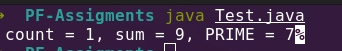 → PF-Assigments java Test.java
count = 1, sum = 9, PRIME = 7%